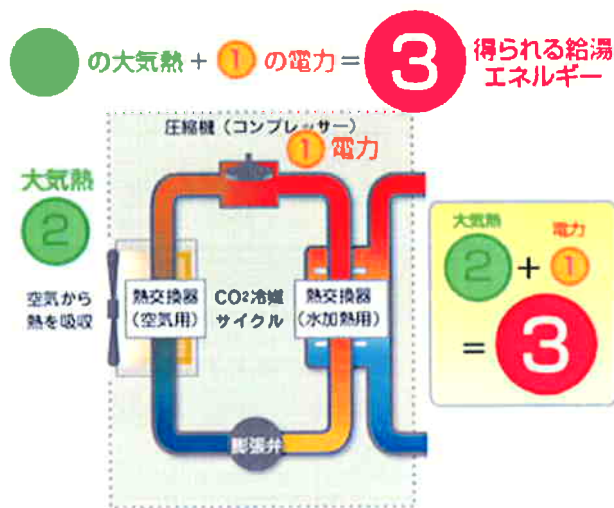 の大気熱+①の電力=3 得られる給湯
エネルギー
圧縮機(コンプレッサー)
①電力
大気熱
2
空気から
熱を吸収
熱交換器
(空気用)
CO2冷媒
サイクル
熱交換器
(水加熱用)
膨張弁
大気熱
電力
2+①
=3